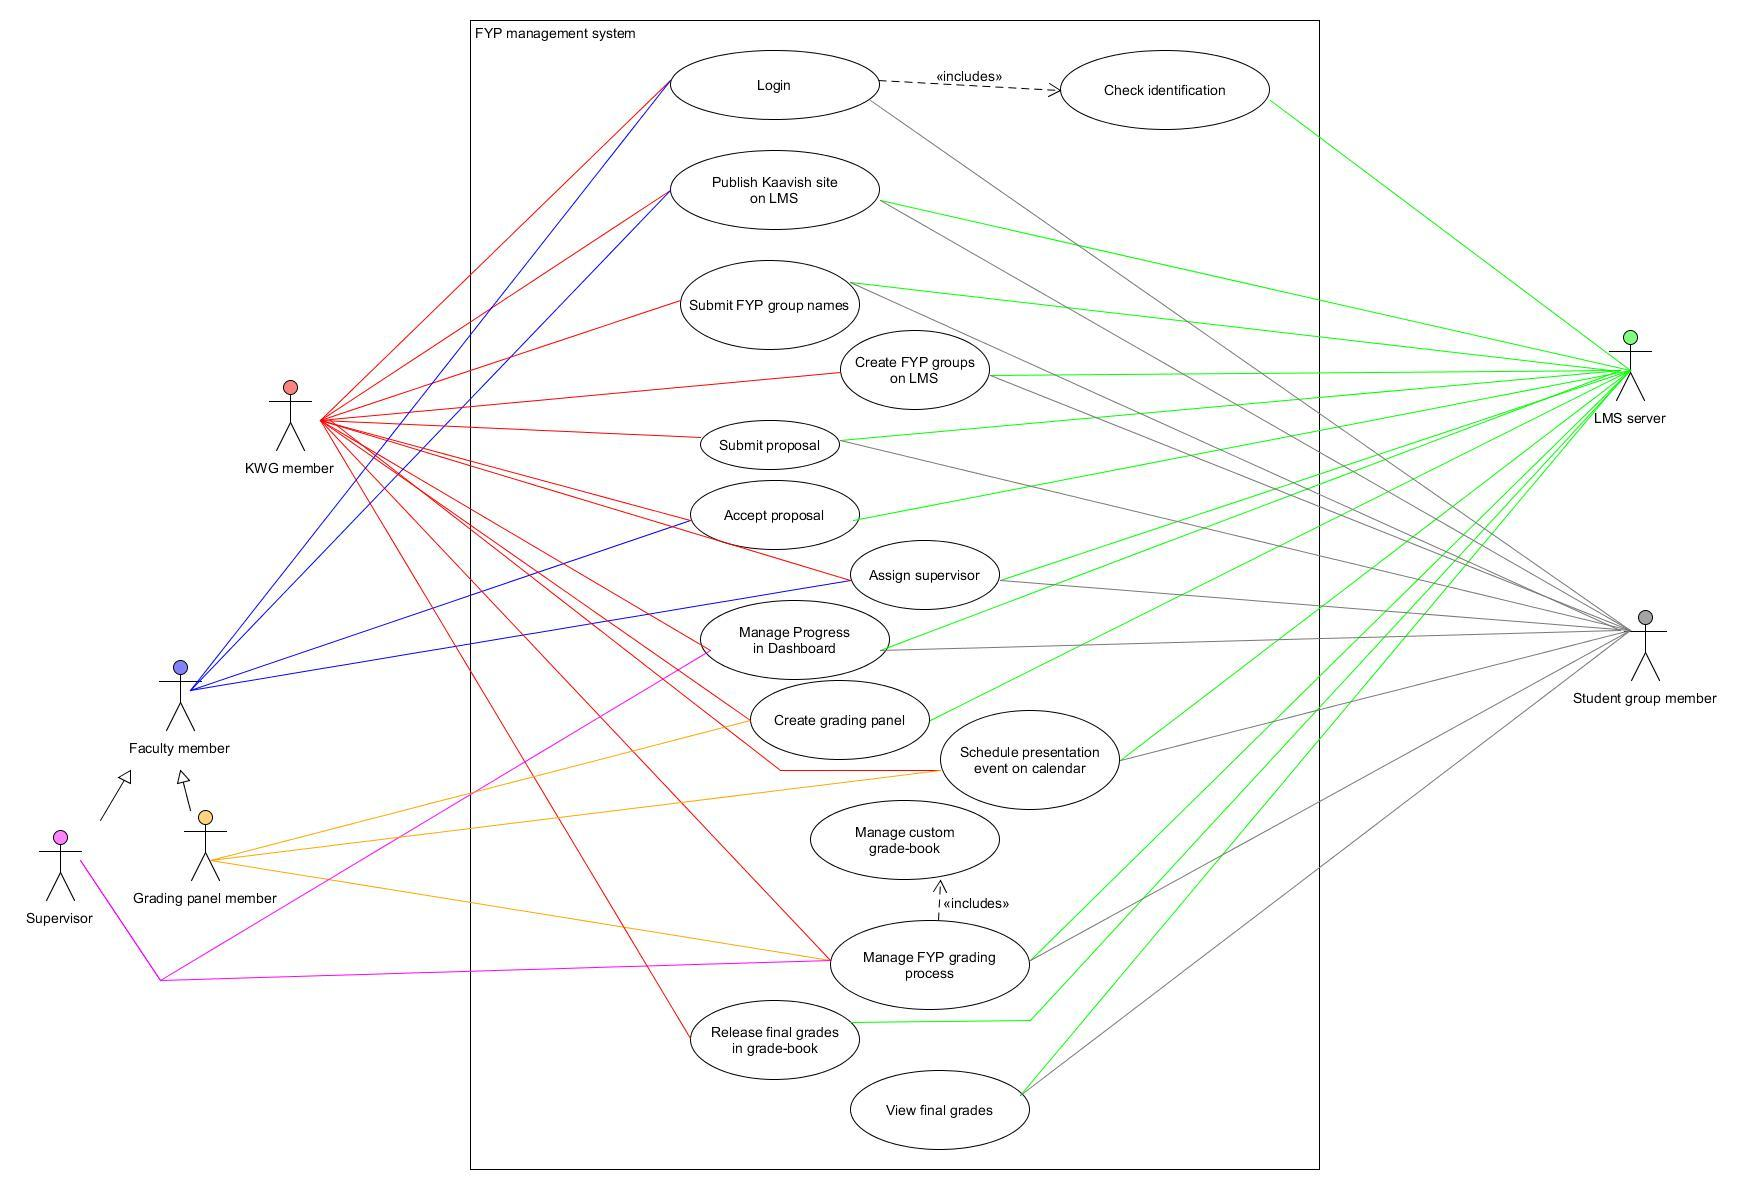 FYP management system
Login
«includes»
Check identification
Publish Kaavish site
on LMS
Submit FYP group names
Create FYP groups
on LMS
LMS server
Submit proposal
KWG member
Accept proposal
Assign supervisor
Manage Progress
in Dashboard
Student group member
Create grading panel
Faculty member
Schedule presentation
event on calendar
Manage custom
grade-book
Grading panel member
«includes»
Supervisor
Manage FYP grading
process
Release final grades
in grade-book
View final grades